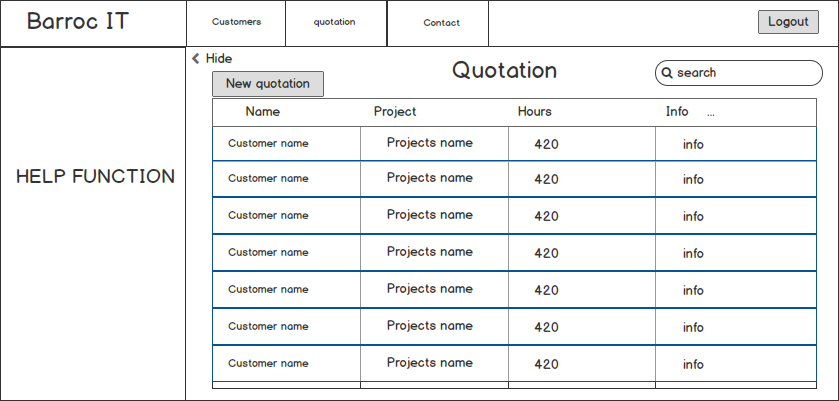 Barroc IT
Customers
quotation
Contact
Logout
Hide
New quotation
Quotation
search
Name Project Hours Info ...
Customer name Projects name 420 info
Customer name Projects name 420 info
Customer name Projects name 420 info
Customer name Projects name 420 info
Customer name Projects name 420 info
Customer name Projects name 420 info
Customer name Projects name 420 info
HELP FUNCTION